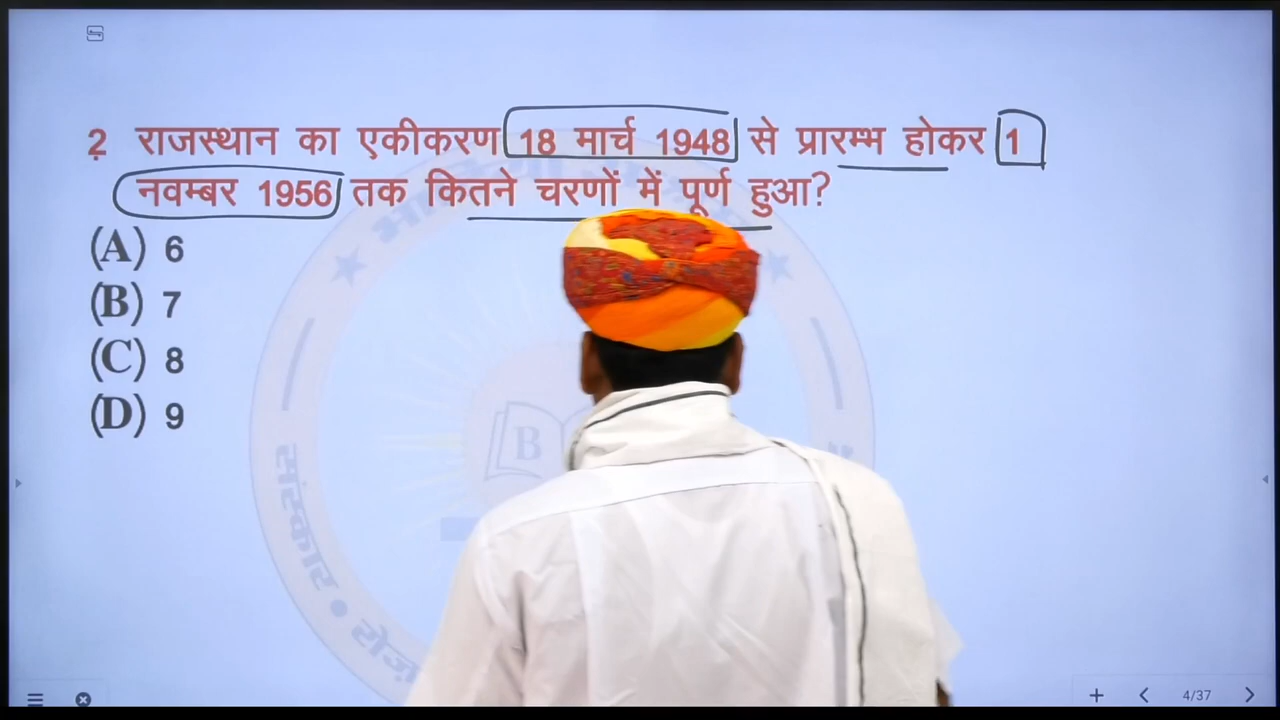 2 राजस्थान का एकीकरण 18 मार्च 1948 से प्रारम्भ होकर 1
नवम्बर 1956 तक कितने चरणों में पूर्ण हुआ?
(A) 6
(B) 7
(C) 8
(D) 9
B
संस्कार
4/37